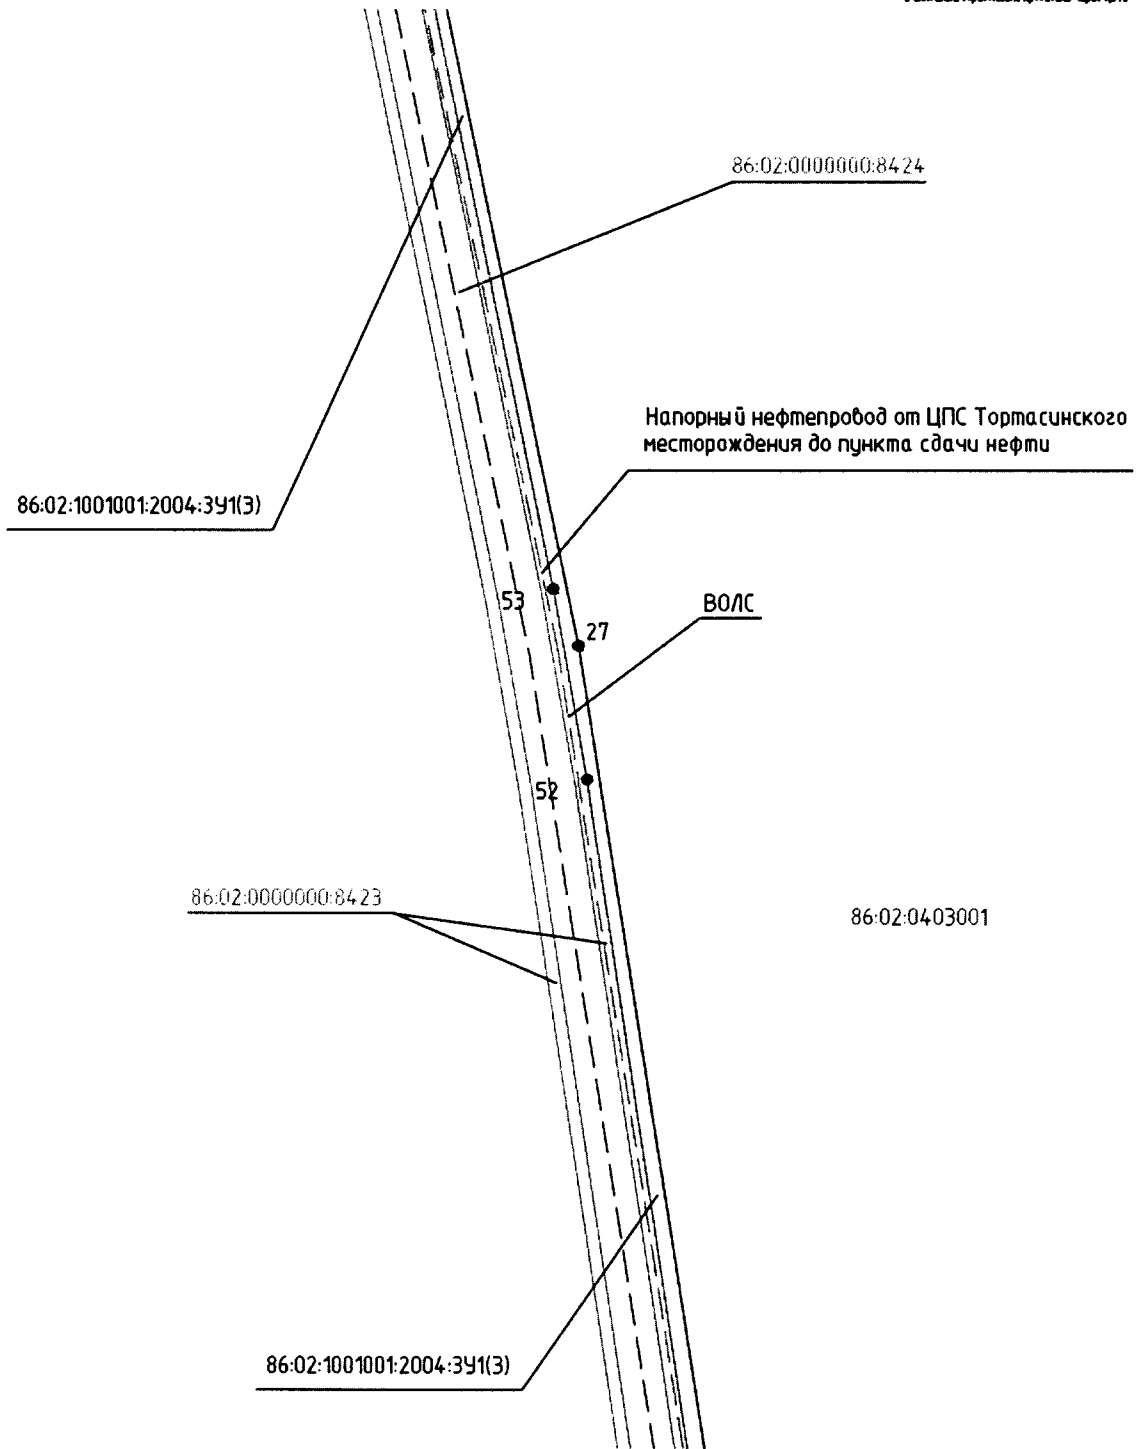 86:02:0000000:8424
Напорный нефтепровод от ЦПС Тортасинского
месторождения до пункта сдачи нефти
86:02:1001001:2004:ЗУ1(3)
53
27
ВОЛС
52
86:02:0000000:8423
86:02:0403001
86:02:1001001:2004:ЗУ1(3)